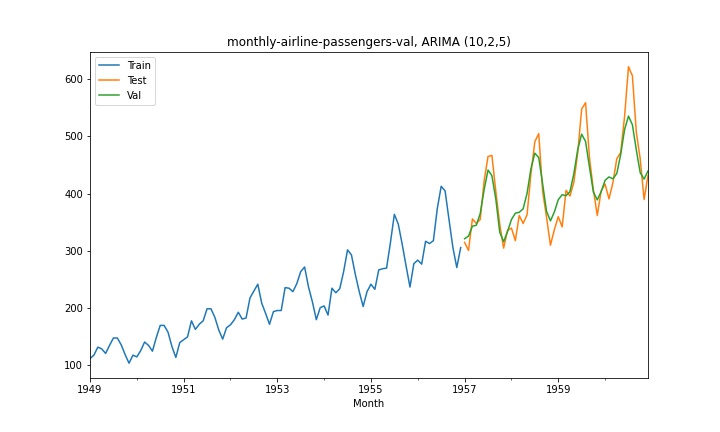 monthly-airline-passengers-val, ARIMA (10,2,5)
Train
Test
Val
600
500
400
300
200
100
1949 1951 1953 1955 1957 1959
Month